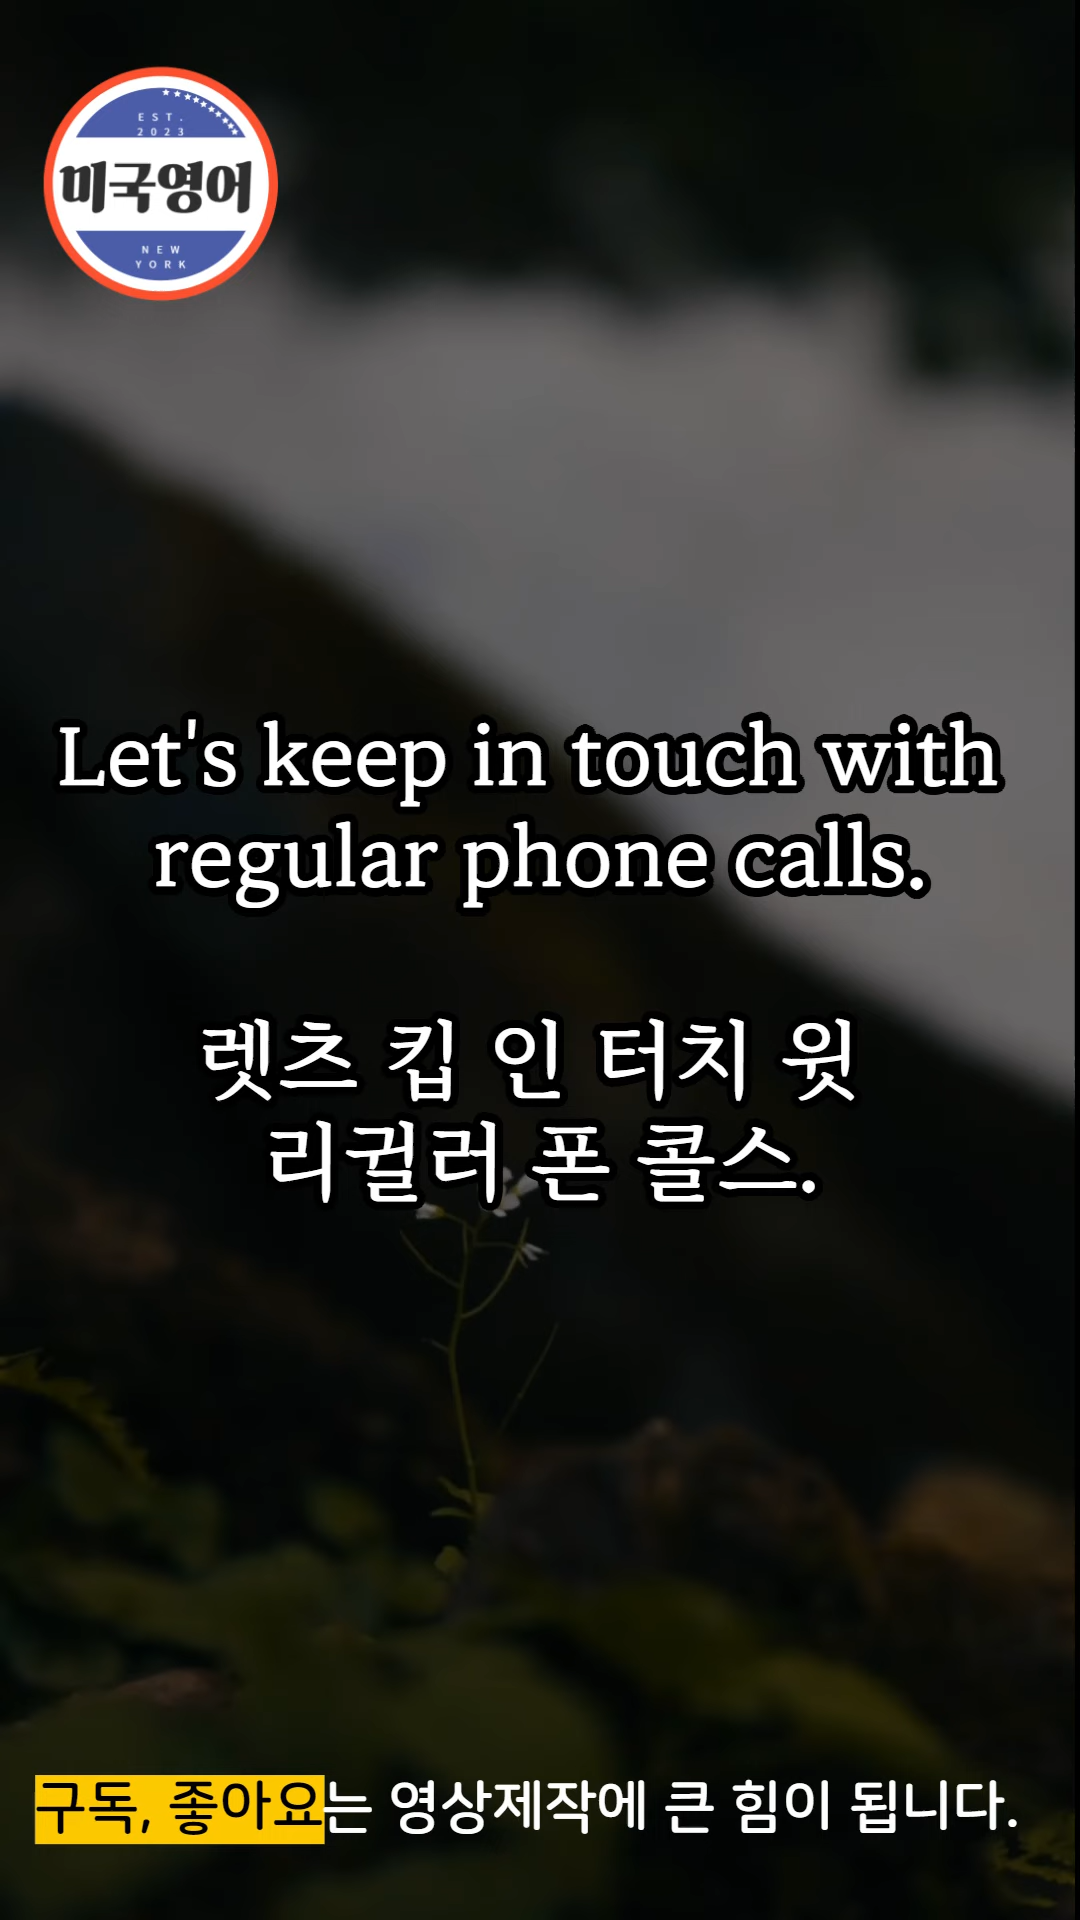 EST.
2023
미국영어
NEW
YORK
Let's keep in touch with
regular phone calls.
렛츠 킵 인 터치 윗
리귈러 폰 콜스.
구독, 좋아요는 영상제작에 큰 힘이 됩니다.